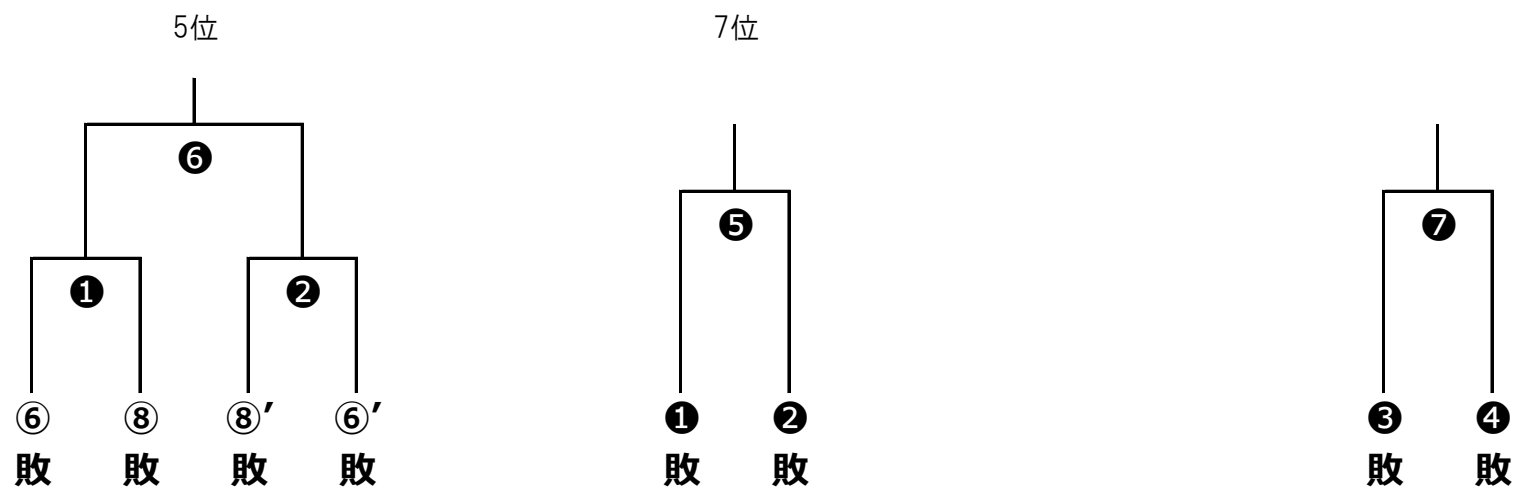 5位 7位
❻
❺ ❼
❶ ❷
⑥ ⑧ ⑧′ ⑥′ ❶ ❷ ❸ ❹
敗 敗 敗 敗 敗 敗 敗 敗